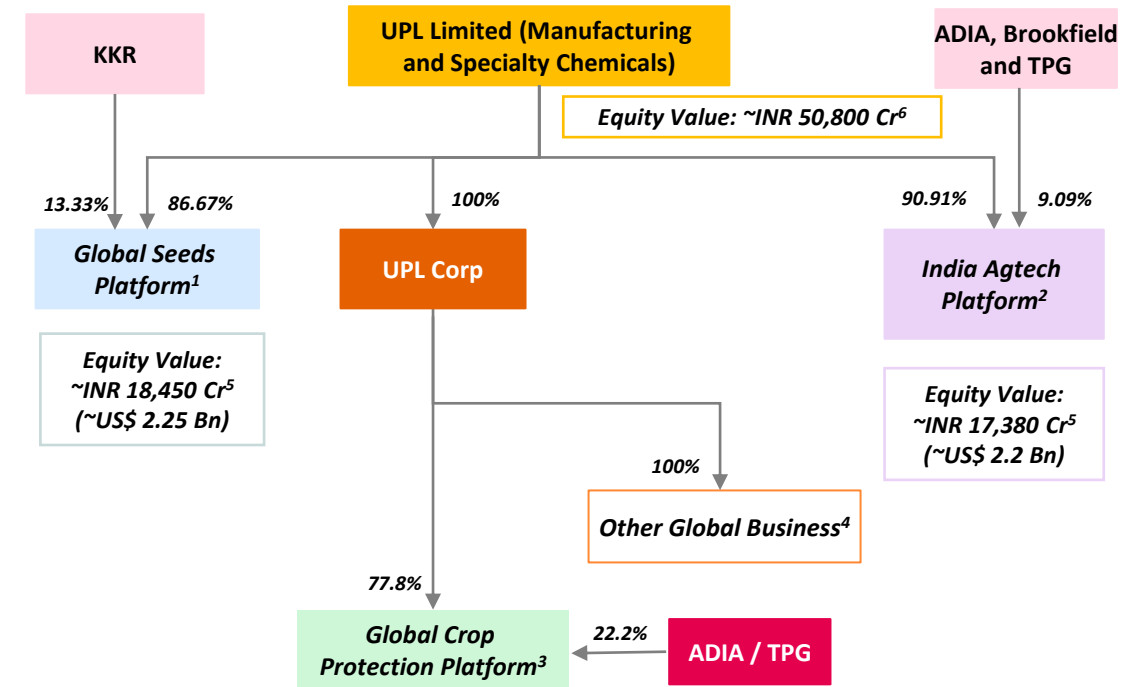 KKR
UPL Limited (Manufacturing
and Specialty Chemicals)
ADIA, Brookfield
and TPG
Equity Value: ~INR 50,800 Cr⁶
13.33%
86.67%
100%
90.91%
9.09%
Global Seeds
Platform¹
UPL Corp
India Agtech
Platform²
Equity Value:
~INR 18,450 Cr⁵
(~US$ 2.25 Bn)
Equity Value:
~INR 17,380 Cr⁵
(~US$ 2.2 Bn)
100%
Other Global Business⁴
77.8%
Global Crop
Protection Platform³
22.2%
ADIA / TPG